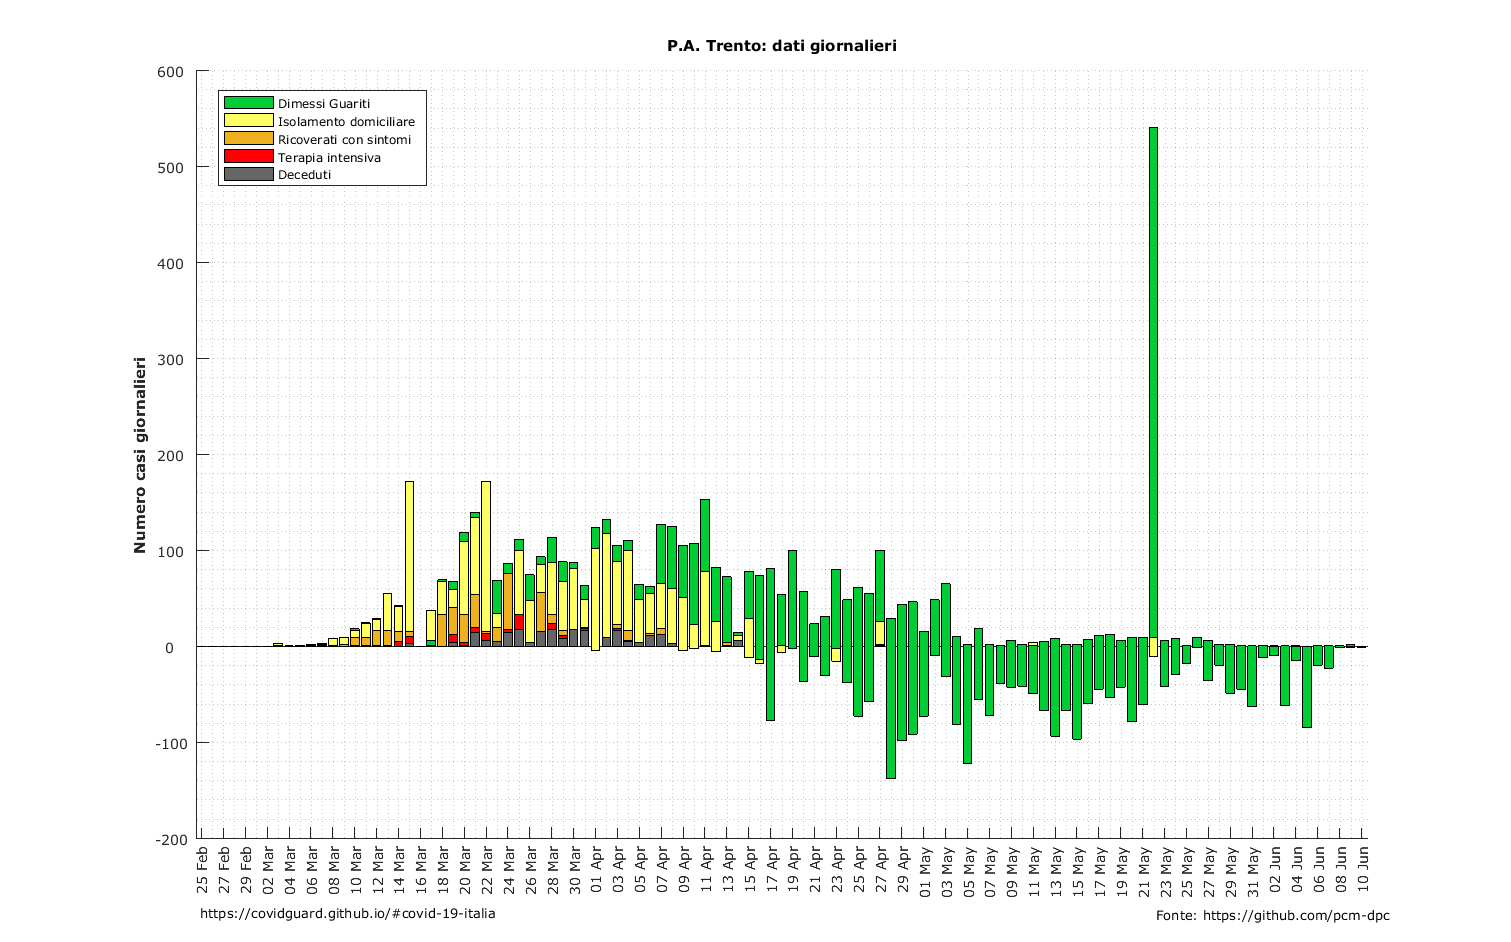 P.A. Trento: dati giornalieri
Numero casi giornalieri
600
500
400
300
200
100
0
-100
-200
Dimessi Guariti
Isolamento domiciliare
Ricoverati con sintomi
Terapia intensiva
Deceduti
25 Feb
27 Feb
29 Feb
02 Mar
04 Mar
06 Mar
08 Mar
10 Mar
12 Mar
14 Mar
16 Mar
18 Mar
20 Mar
22 Mar
24 Mar
26 Mar
28 Mar
30 Mar
01 Apr
03 Apr
05 Apr
07 Apr
09 Apr
11 Apr
13 Apr
15 Apr
17 Apr
19 Apr
21 Apr
23 Apr
25 Apr
27 Apr
29 Apr
01 May
03 May
05 May
07 May
09 May
11 May
13 May
15 May
17 May
19 May
21 May
23 May
25 May
27 May
29 May
31 May
02 Jun
04 Jun
06 Jun
08 Jun
10 Jun
https://covidguard.github.io/#covid-19-italia
Fonte: https://github.com/pcm-dpc